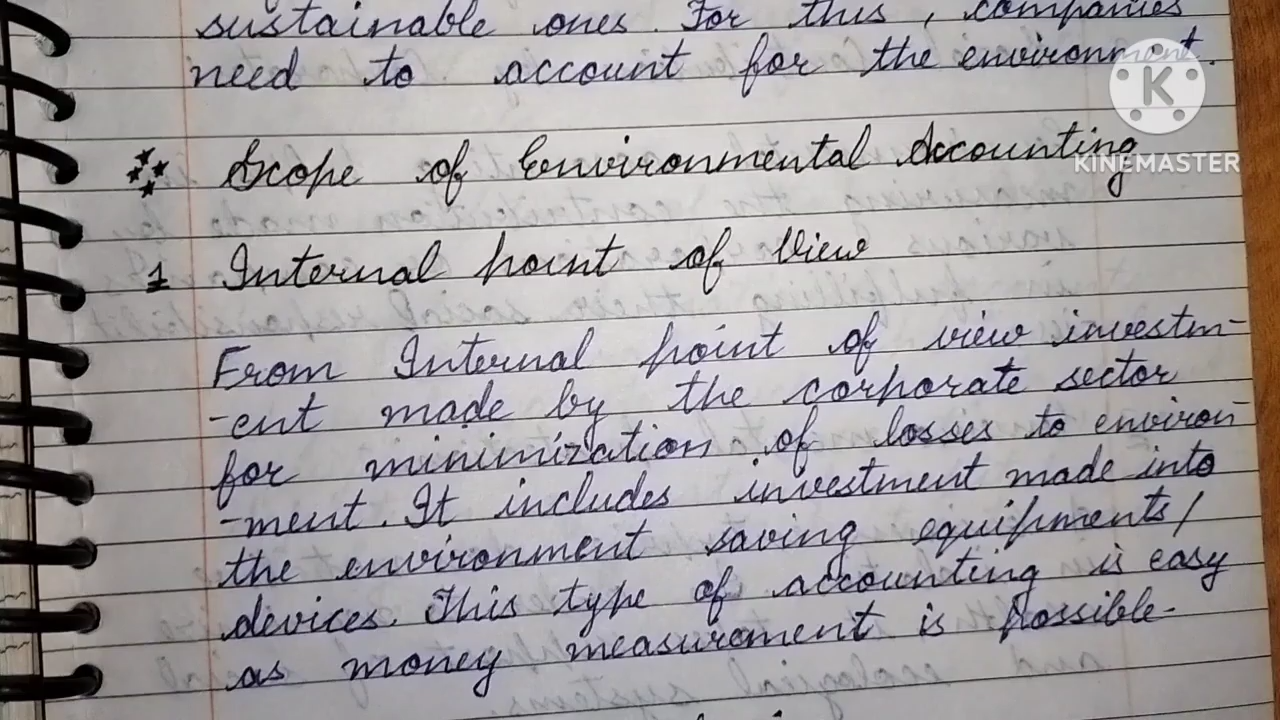 sustainable ones. For this, companies
need to account for the environment.
Scope of Environmental Accounting
1 Internal point of View
From Internal point of view investm-
-ent made by the corporate sector
for minimization of losses to environ-
-ment. It includes investment made into
the environment saving equipments/
devices. This type of accounting is easy
as money measurement is possible.
K
KINEMASTER